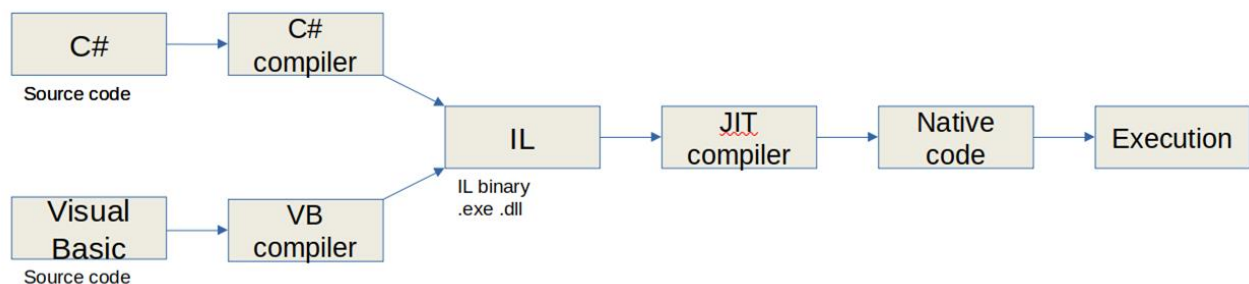 C#
Source code
C#
compiler
Visual
Basic
Source code
VB
compiler
IL
IL binary
.exe .dll
JIT
compiler
Native
code
Execution